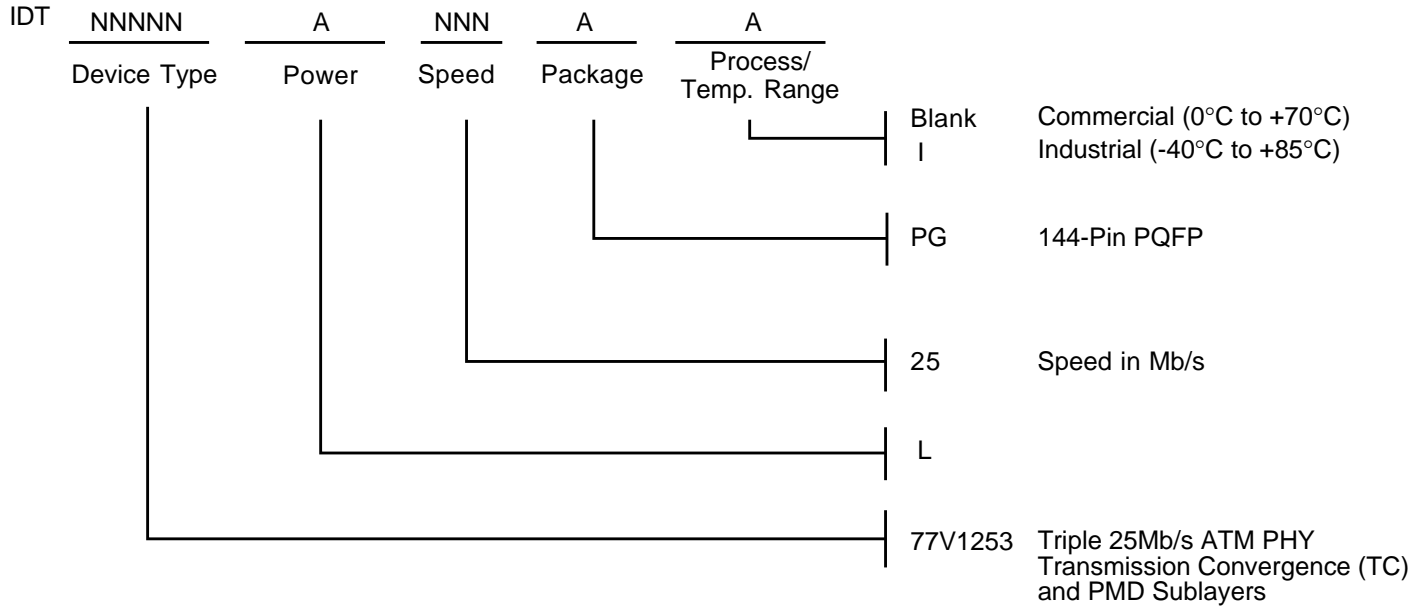 IDT NNNNN A NNN A A
Device Type Power Speed Package Process/
Temp. Range
Blank Commercial (0°C to +70°C)
I Industrial (-40°C to +85°C)
PG 144-Pin PQFP
25 Speed in Mb/s
L
77V1253 Triple 25Mb/s ATM PHY
Transmission Convergence (TC)
and PMD Sublayers